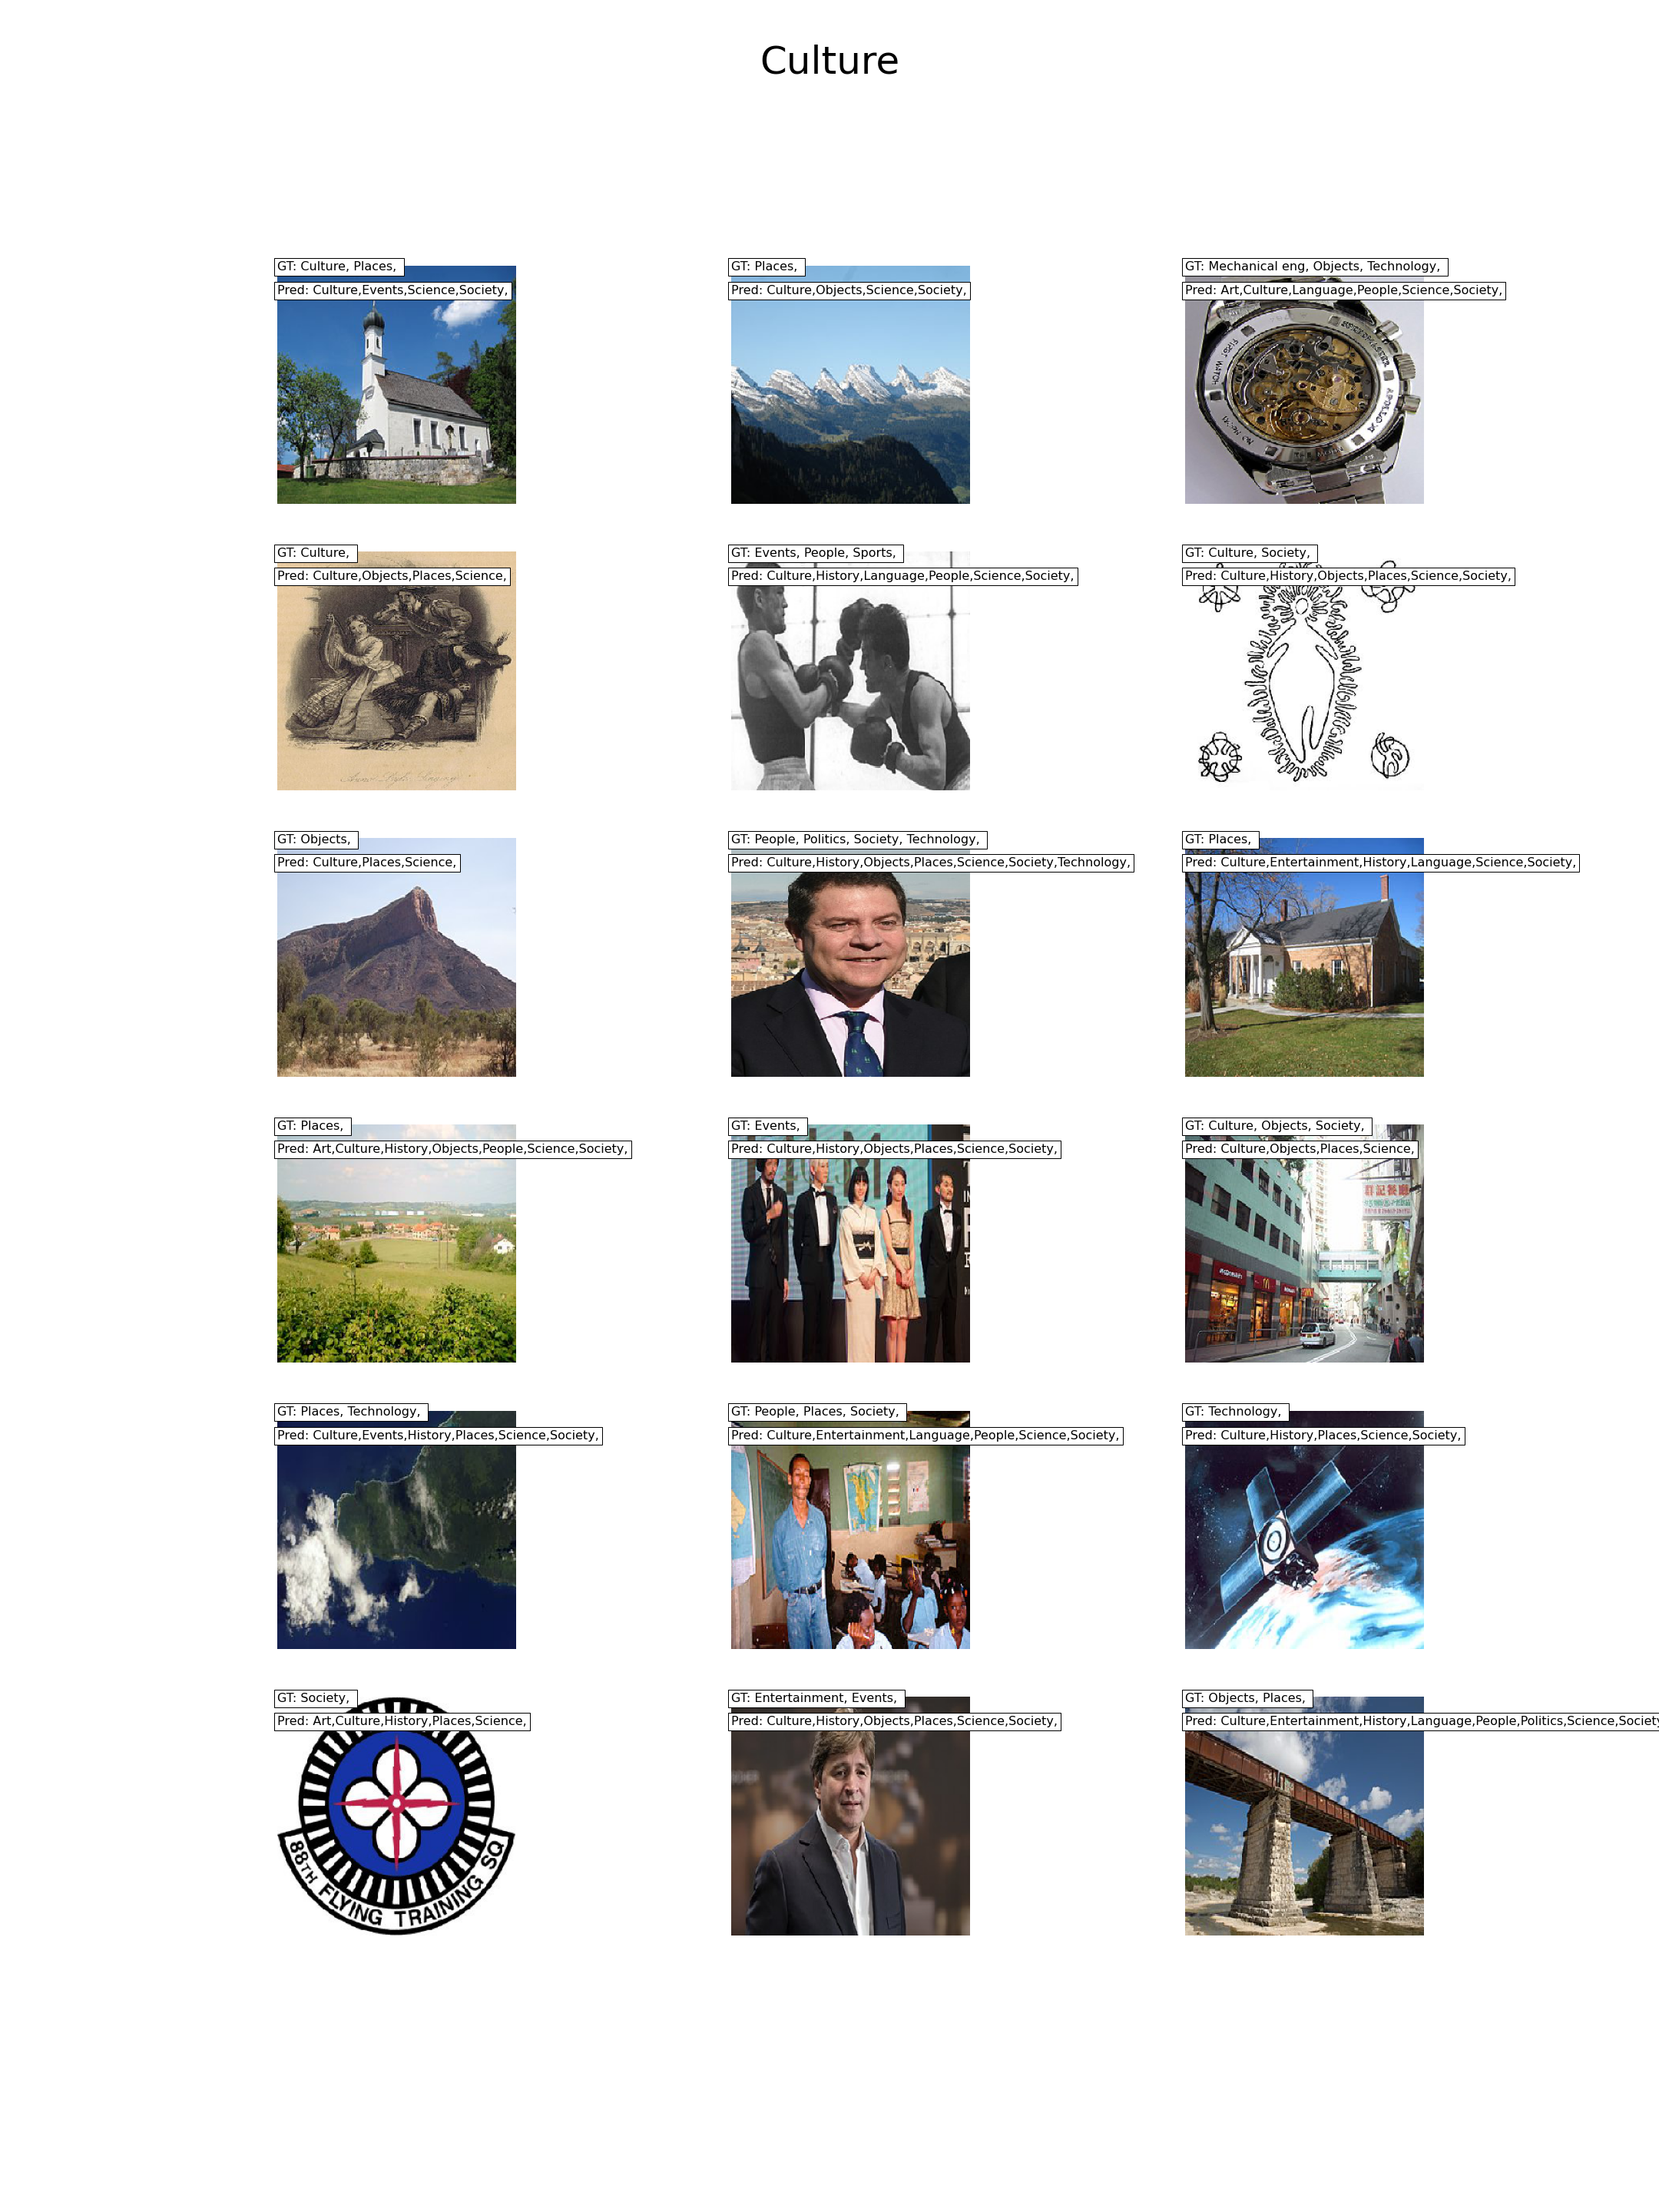 Culture
GT: Culture, Places,
Pred: Culture,Events,Science,Society,
GT: Places,
Pred: Culture,Objects,Science,Society,
GT: Mechanical eng, Objects, Technology,
Pred: Art,Culture,Language,People,Science,Society,
FIRST WATCH
GT: Culture,
Pred: Culture,Objects,Places,Science,
GT: Events, People, Sports,
Pred: Culture,History,Language,People,Science,Society,
GT: Culture, Society,
Pred: Culture,History,Objects,Places,Science,Society,
GT: Objects,
Pred: Culture,Places,Science,
GT: People, Politics, Society, Technology,
Pred: Culture,History,Objects,Places,Science,Society,Technology,
GT: Places,
Pred: Culture,Entertainment,History,Language,Science,Society,
GT: Places,
Pred: Art,Culture,History,Objects,People,Science,Society,
GT: Events,
Pred: Culture,History,Objects,Places,Science,Society,
GT: Culture, Objects, Society,
Pred: Culture,Objects,Places,Science,
群記餐廳
GT: Places, Technology,
Pred: Culture,Events,History,Places,Science,Society,
GT: People, Places, Society,
Pred: Culture,Entertainment,Language,People,Science,Society,
GT: Technology,
Pred: Culture,History,Places,Science,Society,
GT: Society,
Pred: Art,Culture,History,Places,Science,
88TH FLYING TRAINING SQ
GT: Entertainment, Events,
Pred: Culture,History,Objects,Places,Science,Society,
GT: Objects, Places,
Pred: Culture,Entertainment,History,Language,People,Politics,Science,Society